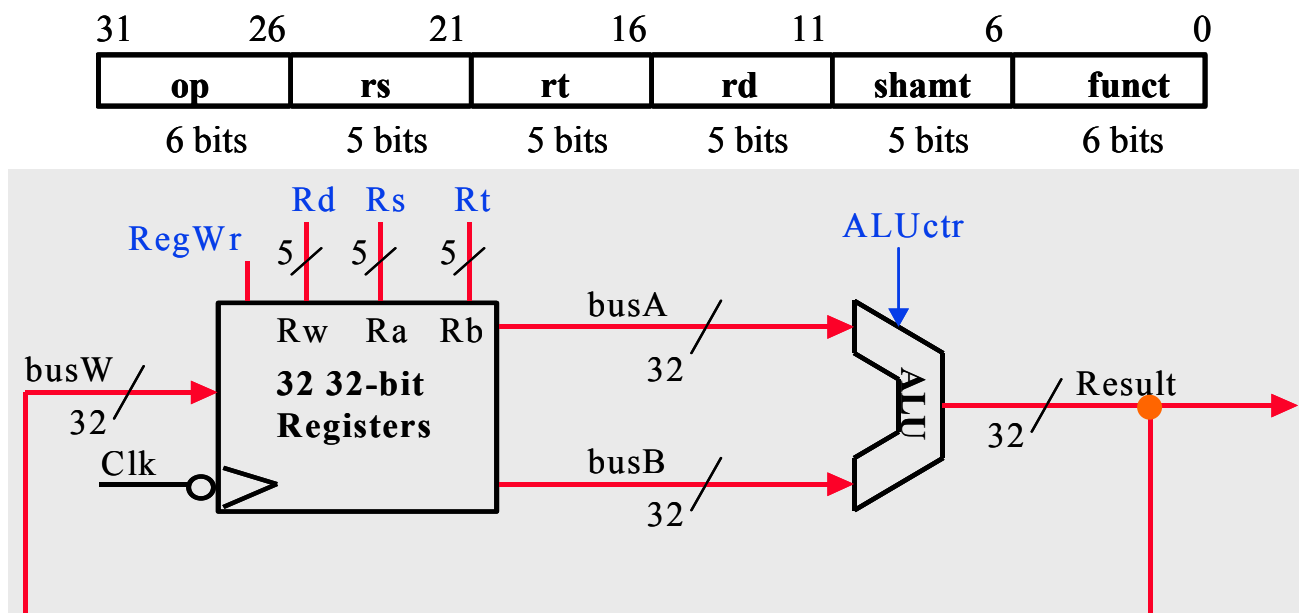 31 26 21 16 11 6 0
op rs rt rd shamt funct
6 bits 5 bits 5 bits 5 bits 5 bits 6 bits
Rd Rs Rt
RegWr ALUctr
5 5 5
busA
Rw Ra Rb
32
busW 32 32-bit ALU Result
32 Registers 32
Clk busB
32